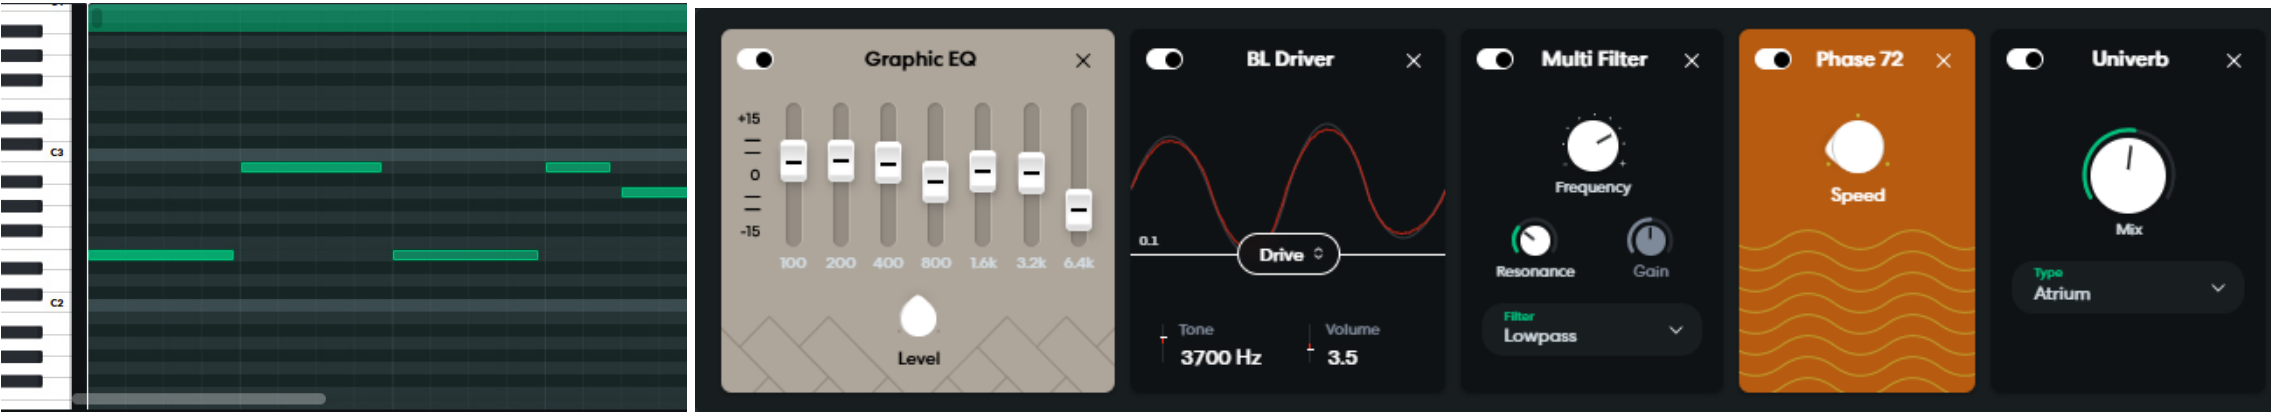 C3
C2
Graphic EQ
+15
0
-15
100 200 400 800 1.6k 3.2k 6.4k
Level
BL Driver
0.1
Drive
Tone
3700 Hz
Volume
3.5
Multi Filter
Frequency
Resonance
Gain
Filter
Lowpass
Phase 72
Speed
Univerb
Mix
Type
Atrium